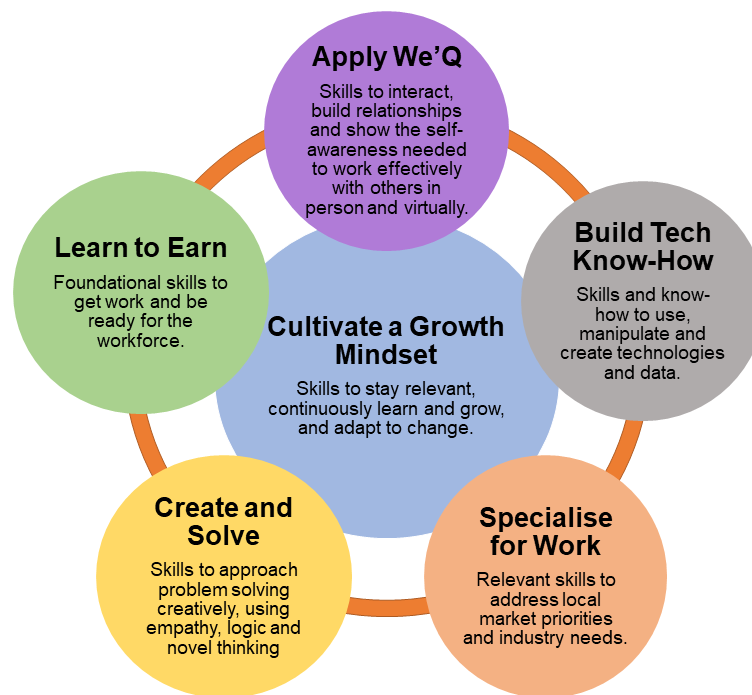 Apply We’Q
Skills to interact,
build relationships
and show the self-
awareness needed
to work effectively
with others in
person and virtually.
Build Tech
Know-How
Skills and know-
how to use,
manipulate and
create technologies
and data.
Learn to Earn
Foundational skills to
get work and be
ready for the
workforce.
Cultivate a Growth
Mindset
Skills to stay relevant,
continuously learn and grow,
and adapt to change.
Create and
Solve
Skills to approach
problem solving
creatively, using
empathy, logic and
novel thinking
Specialise
for Work
Relevant skills to
address local
market priorities
and industry needs.